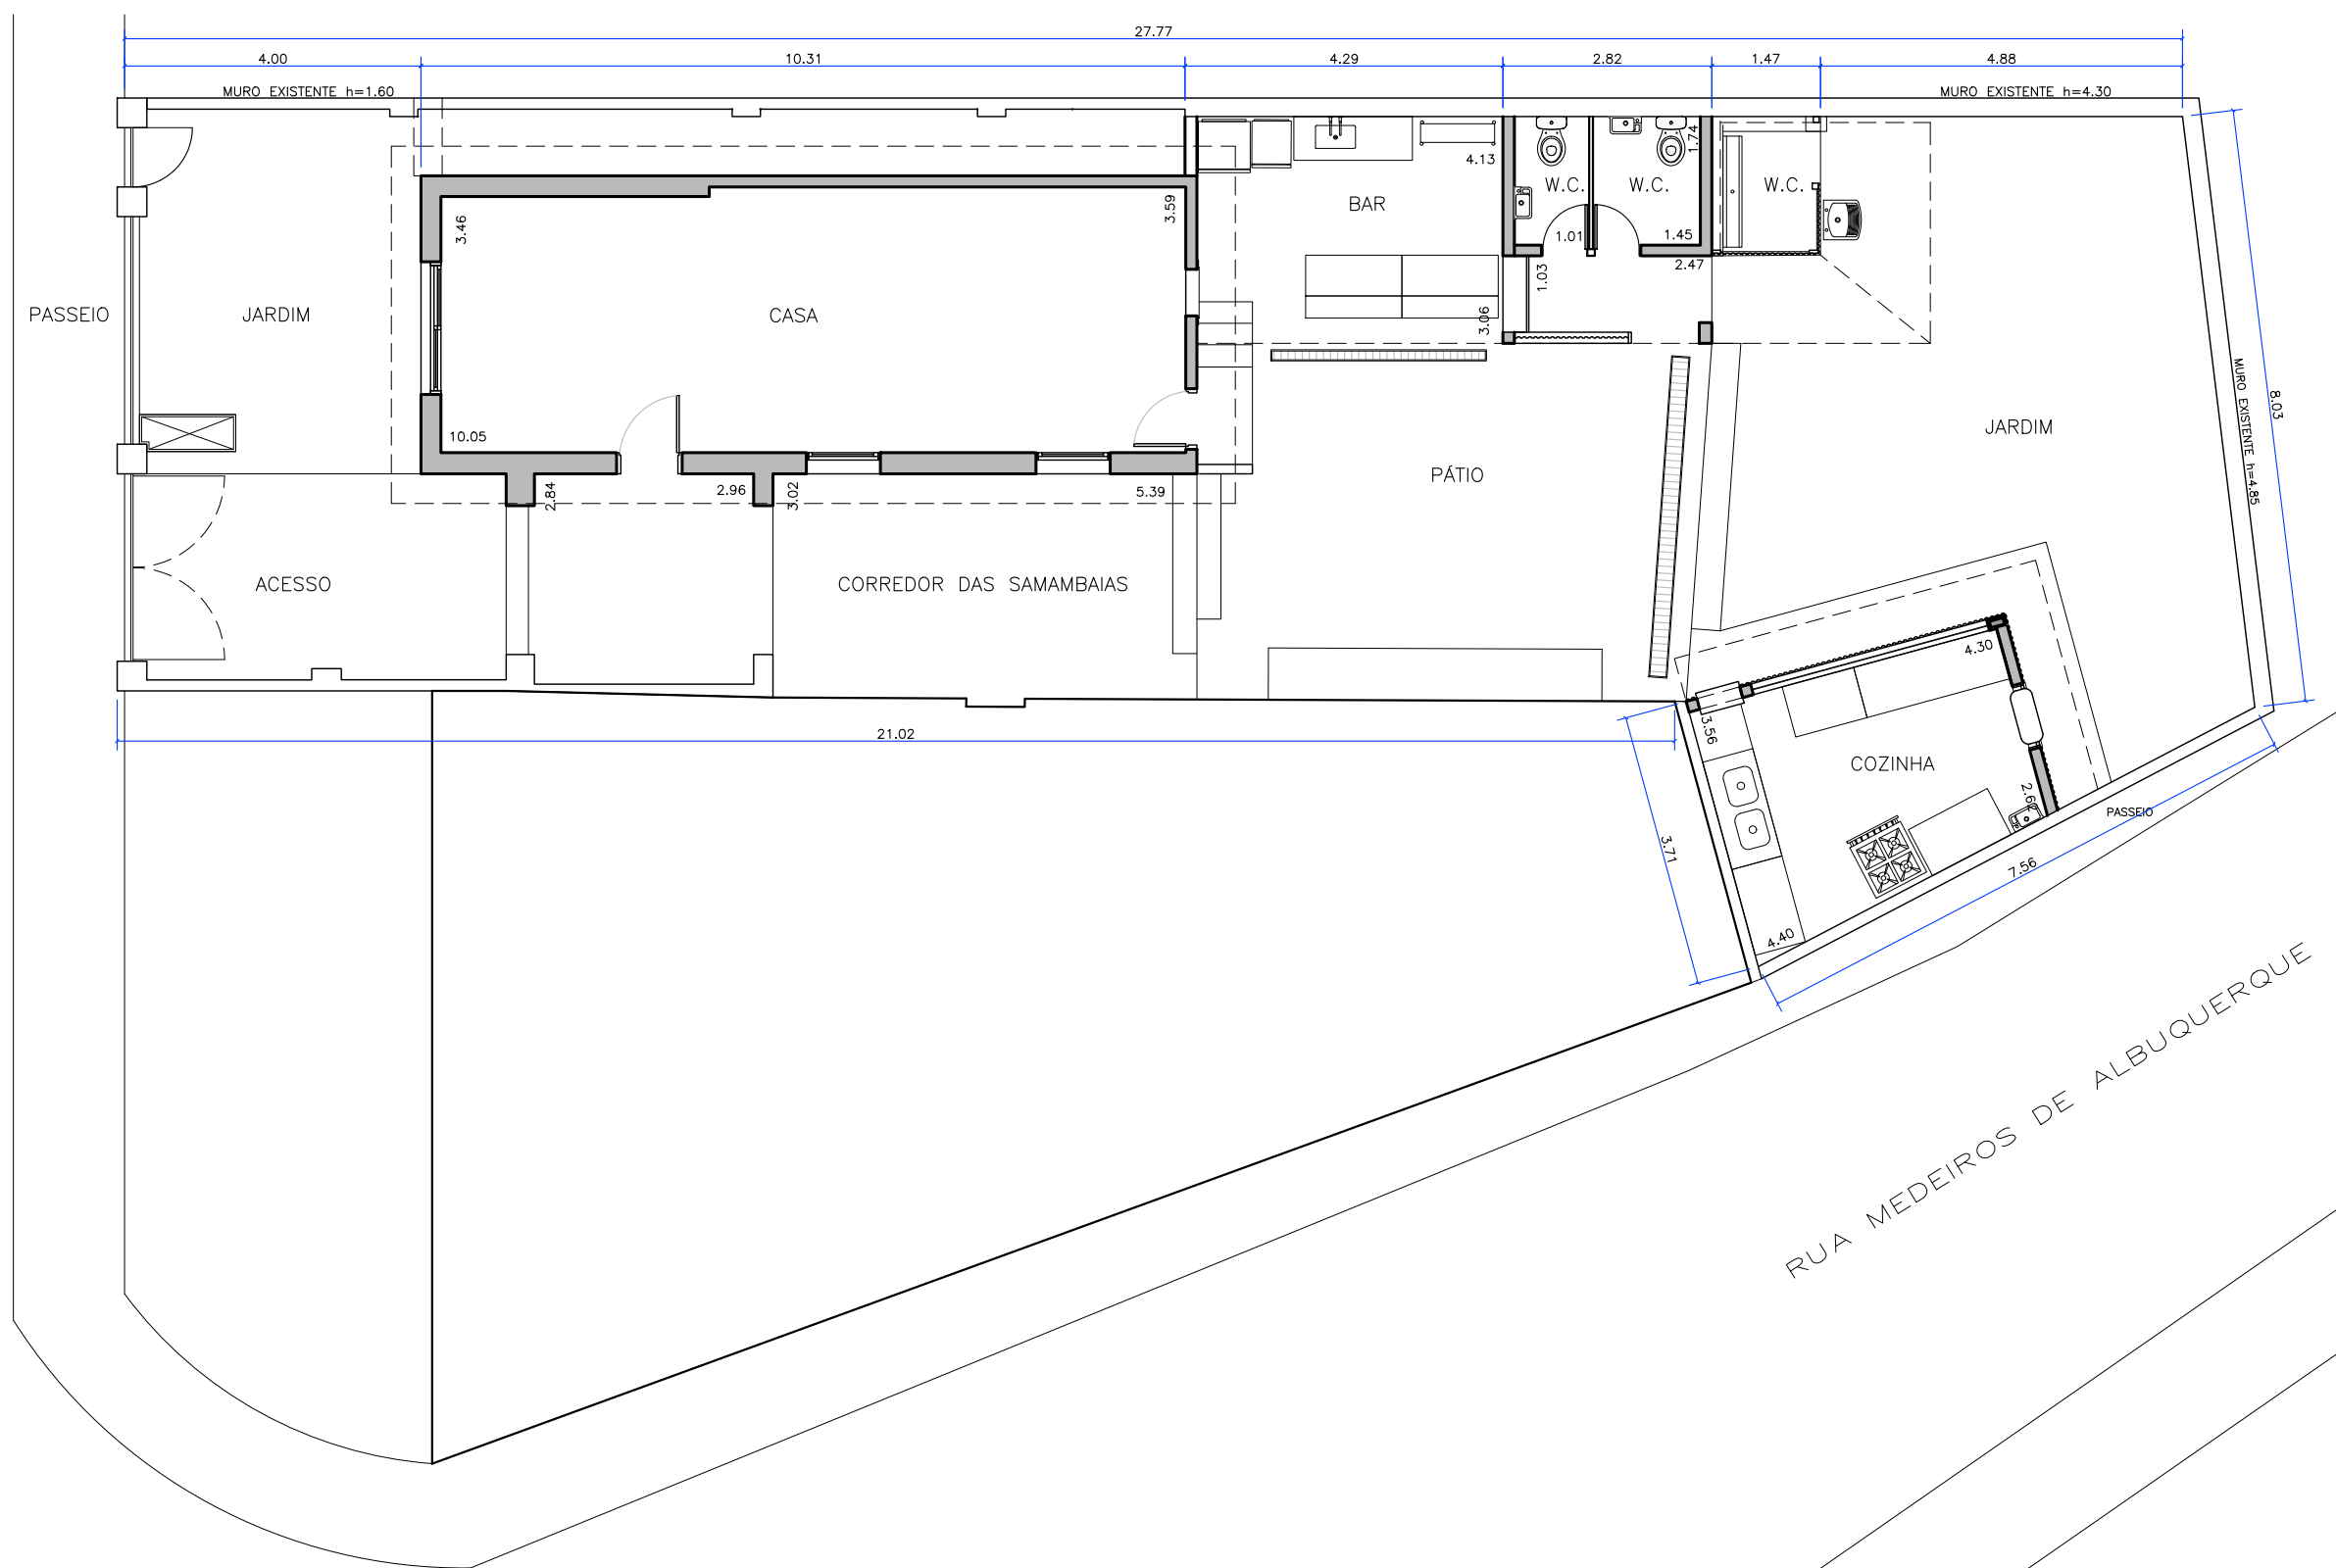 27.77
4.00
10.31
4.29
2.82
1.47
4.88
MURO EXISTENTE h=1.60
MURO EXISTENTE h=4.30
4.13
1.74
W.C.
W.C.
W.C.
BAR
3.46
3.59
1.01
1.45
2.47
1.03
3.06
PASSEIO
JARDIM
CASA
MURO EXISTENTE h=4.85
8.03
JARDIM
10.05
PÁTIO
2.84
2.96
3.02
5.39
ACESSO
CORREDOR DAS SAMAMBAIAS
4.30
21.02
3.56
COZINHA
2.62
PASSEIO
3.71
7.56
4.40
RUA MEDEIROS DE ALBUQUERQUE